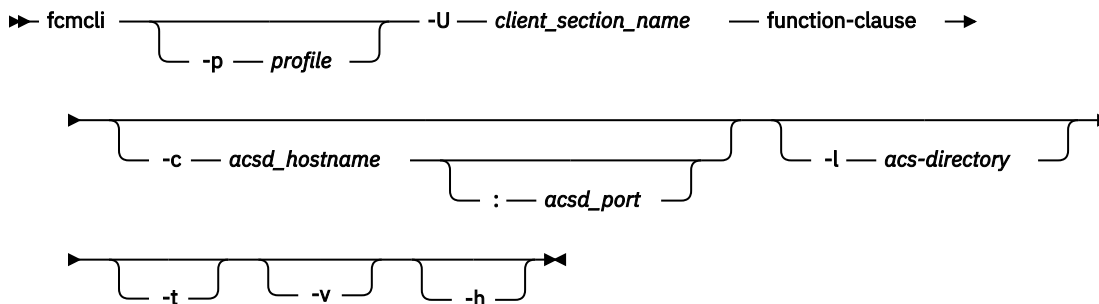 fcmcli -U client_section_name function-clause
-p profile
-c acsd_hostname -l acs-directory
: acsd_port
-t -v -h